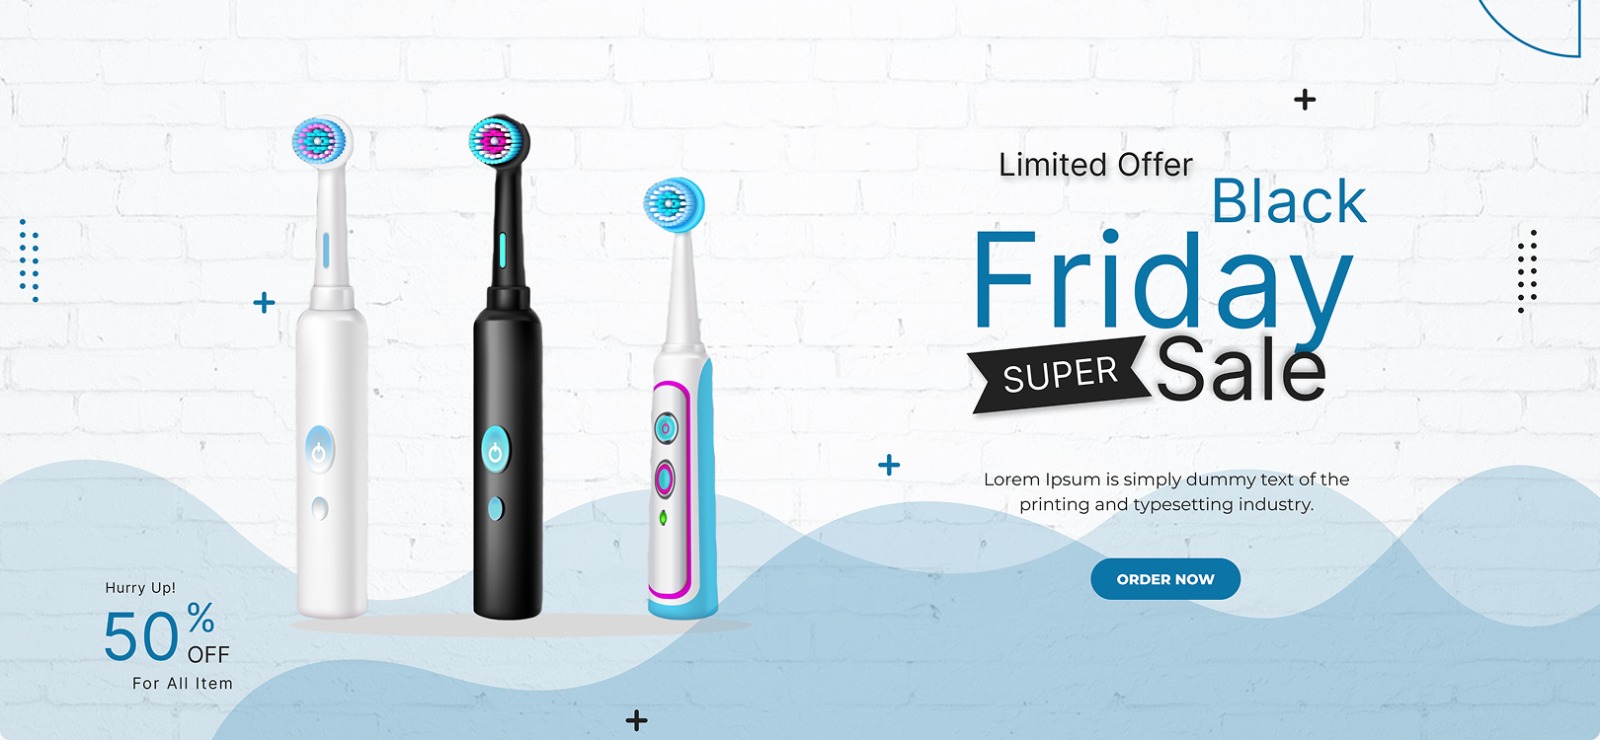 Limited Offer
Black
Friday
SUPER Sale
Lorem Ipsum is simply dummy text of the
printing and typesetting industry.
ORDER NOW
Hurry Up!
50%
OFF
For All Item